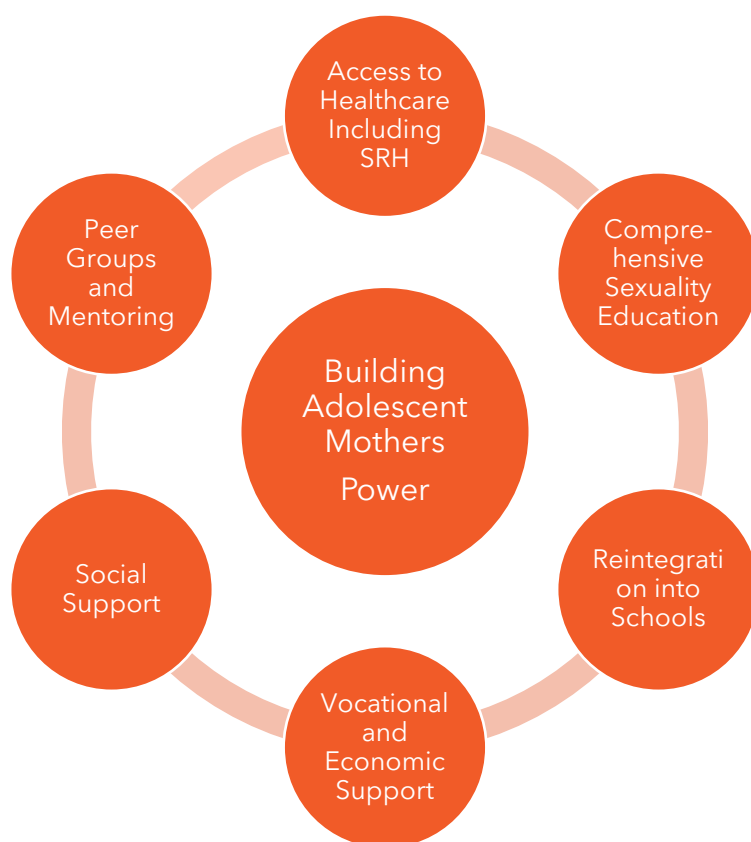 Access to
Healthcare
Including
SRH
Compre-
hensive
Sexuality
Education
Reintegrati
on into
Schools
Vocational
and
Economic
Support
Social
Support
Peer
Groups
and
Mentoring
Building
Adolescent
Mothers
Power